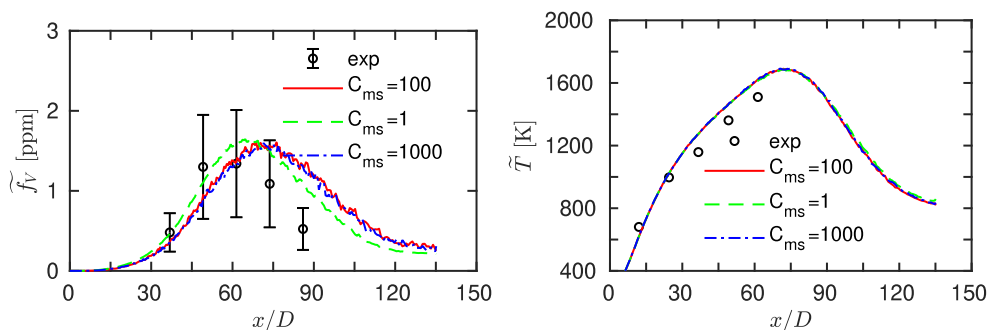 3
2
1
0
0 30 60 90 120 150
x/D
f̃_V [ppm]
exp
C_ms=100
C_ms=1
C_ms=1000
2000
1600
1200
800
400
0 30 60 90 120 150
x/D
T̃ [K]
exp
C_ms=100
C_ms=1
C_ms=1000